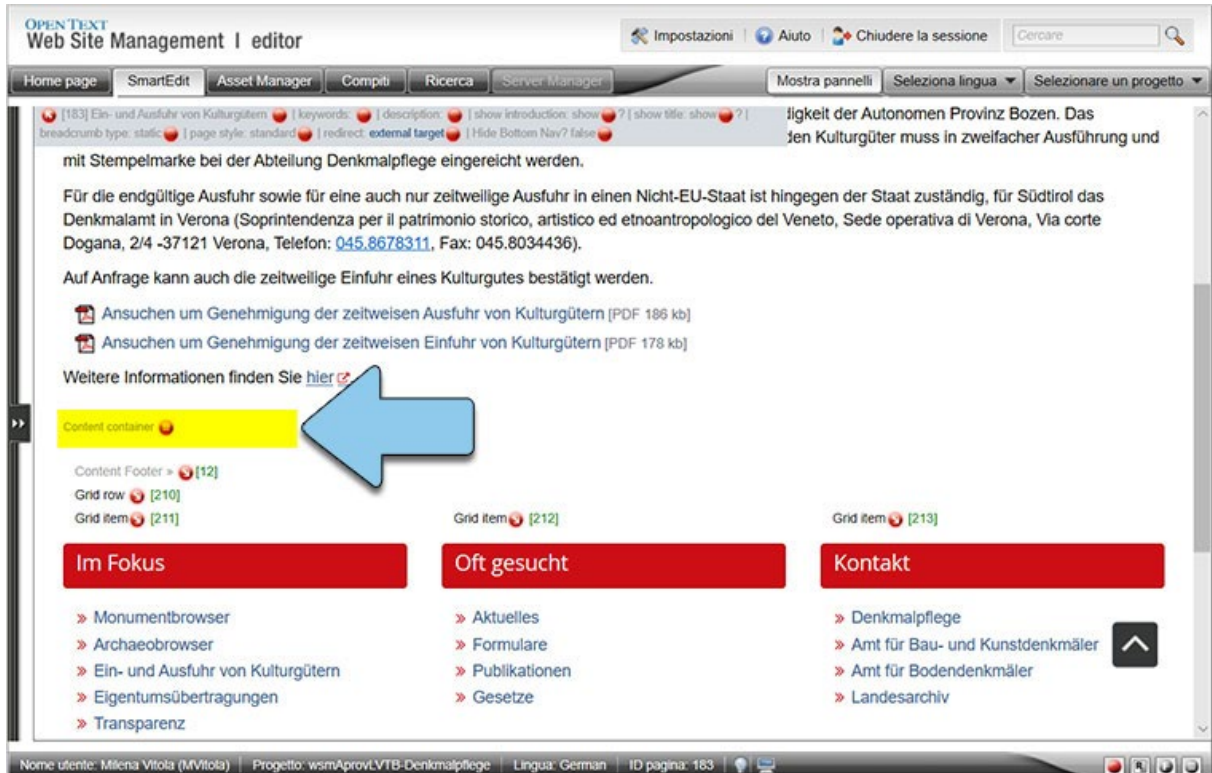 OPEN TEXT
Web Site Management | editor
Impostazioni | Aiuto | Chiudere la sessione
Cercare
Home page SmartEdit Asset Manager Compiti Ricerca Server Manager Mostra pannelli Seleziona lingua Selezionare un progetto
[183] Ein- und Ausfuhr von Kulturgütern | keywords: | description: | show introduction: show ? | show title: show ? |
breadcrumb type: static | page style: standard | redirect: external target | Hide Bottom Nav? false
digkeit der Autonomen Provinz Bozen. Das
den Kulturgüter muss in zweifacher Ausführung und
mit Stempelmarke bei der Abteilung Denkmalpflege eingereicht werden.
Für die endgültige Ausfuhr sowie für eine auch nur zeitweilige Ausfuhr in einen Nicht-EU-Staat ist hingegen der Staat zuständig, für Südtirol das
Denkmalamt in Verona (Soprintendenza per il patrimonio storico, artistico ed etnoantropologico del Veneto, Sede operativa di Verona, Via corte
Dogana, 2/4 -37121 Verona, Telefon: 045.8678311, Fax: 045.8034436).
Auf Anfrage kann auch die zeitweilige Einfuhr eines Kulturgutes bestätigt werden.
Ansuchen um Genehmigung der zeitweisen Ausfuhr von Kulturgütern [PDF 186 kb]
Ansuchen um Genehmigung der zeitweisen Einfuhr von Kulturgütern [PDF 178 kb]
Weitere Informationen finden Sie hier .
Content container
Content Footer » [12]
Grid row [210]
Grid item [211] Grid item [212] Grid item [213]
Im Fokus
» Monumentbrowser
» Archaeobrowser
» Ein- und Ausfuhr von Kulturgütern
» Eigentumsübertragungen
» Transparenz
Oft gesucht
» Aktuelles
» Formulare
» Publikationen
» Gesetze
Kontakt
» Denkmalpflege
» Amt für Bau- und Kunstdenkmäler
» Amt für Bodendenkmäler
» Landesarchiv
Nome utente: Milena Vitola (MVitola) | Progetto: wsmAprovLVTB-Denkmalpflege | Lingua: German | ID pagina: 183
R